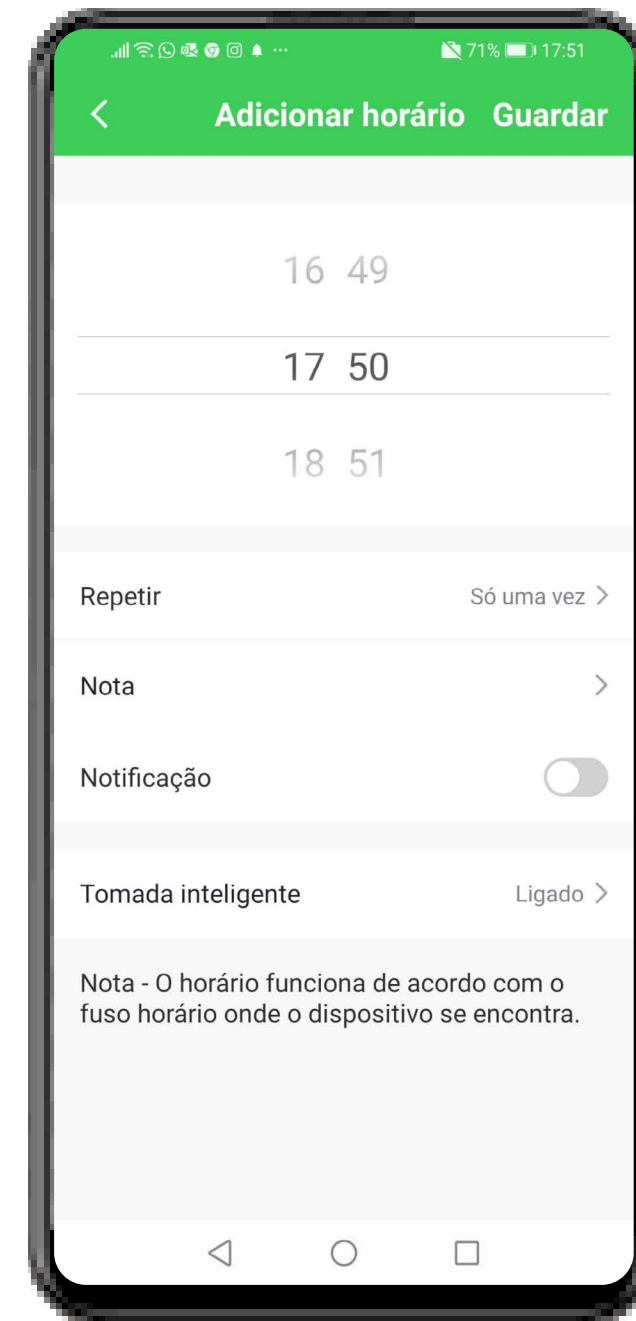 71% 17:51
Adicionar horário Guardar
16 49
17 50
18 51
Repetir Só uma vez
Nota
Notificação
Tomada inteligente Ligado
Nota - O horário funciona de acordo com o
fuso horário onde o dispositivo se encontra.